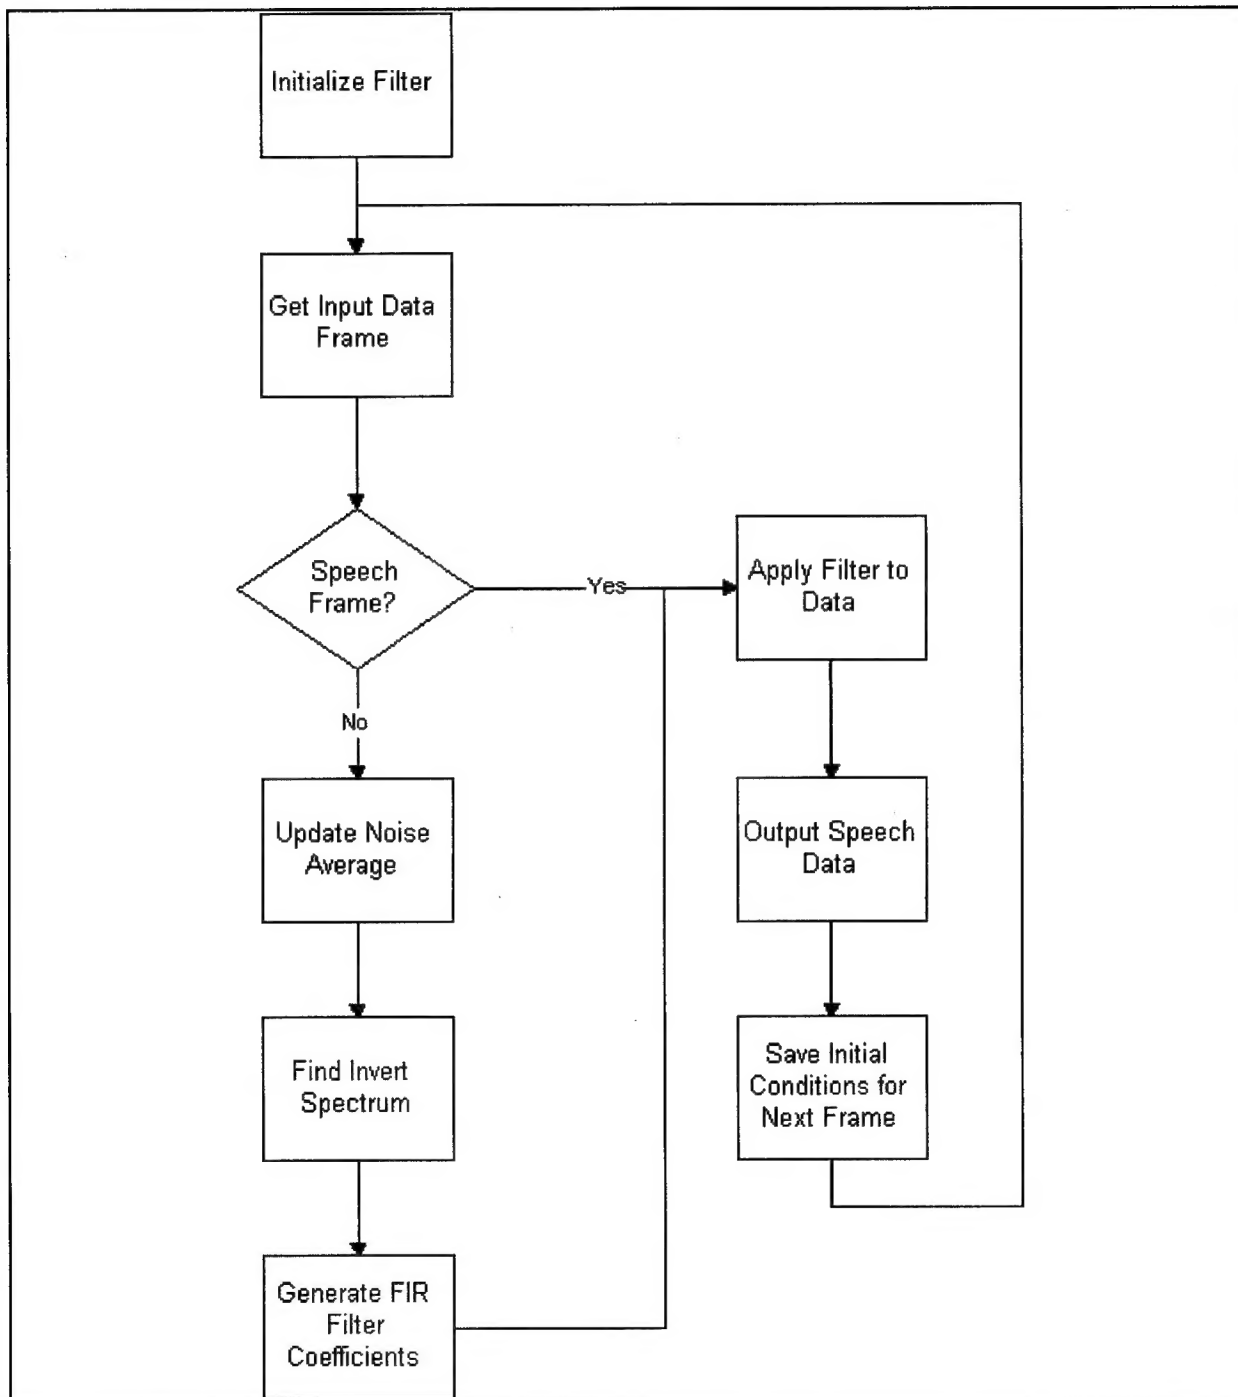 Initialize Filter
Get Input Data
Frame
Speech
Frame?
Yes
No
Update Noise
Average
Find Invert
Spectrum
Generate FIR
Filter
Coefficients
Apply Filter to
Data
Output Speech
Data
Save Initial
Conditions for
Next Frame